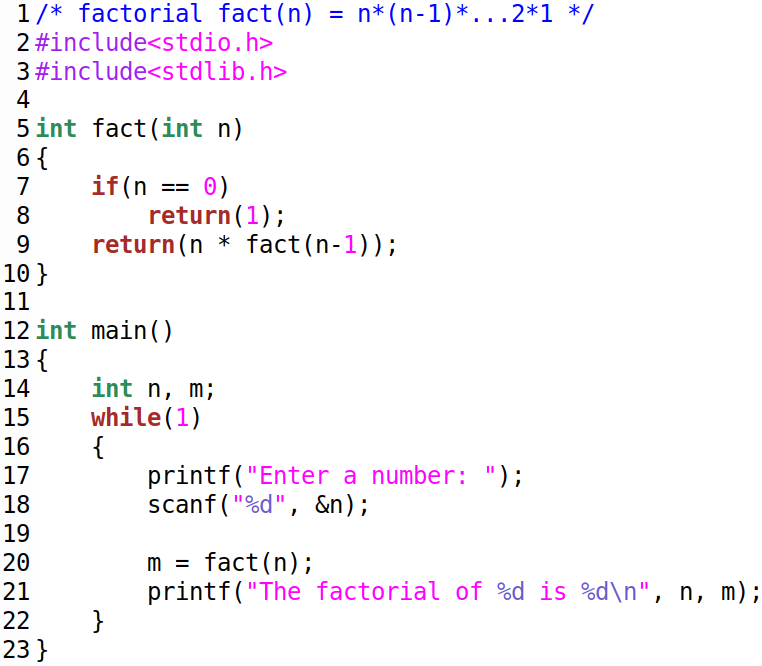 1 /* factorial fact(n) = n*(n-1)*...2*1 */
2 #include<stdio.h>
3 #include<stdlib.h>
4
5 int fact(int n)
6 {
7     if(n == 0)
8         return(1);
9     return(n * fact(n-1));
10 }
11
12 int main()
13 {
14     int n, m;
15     while(1)
16     {
17         printf("Enter a number: ");
18         scanf("%d", &n);
19
20         m = fact(n);
21         printf("The factorial of %d is %d\n", n, m);
22     }
23 }